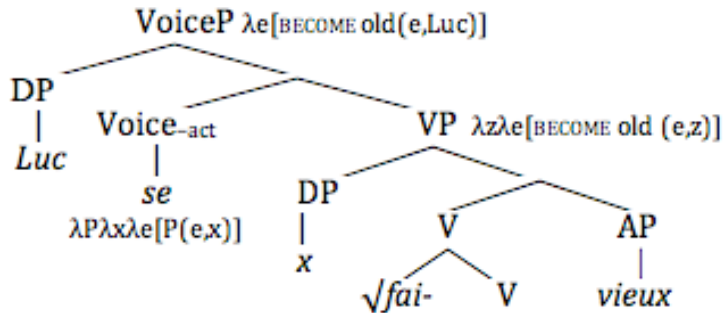 VoiceP λe[BECOME old(e,Luc)]
DP
Voice–act VP λzλe[BECOME old (e,z)]
Luc
se DP
λPλxλe[P(e,x)] V AP
x
√fai- V vieux